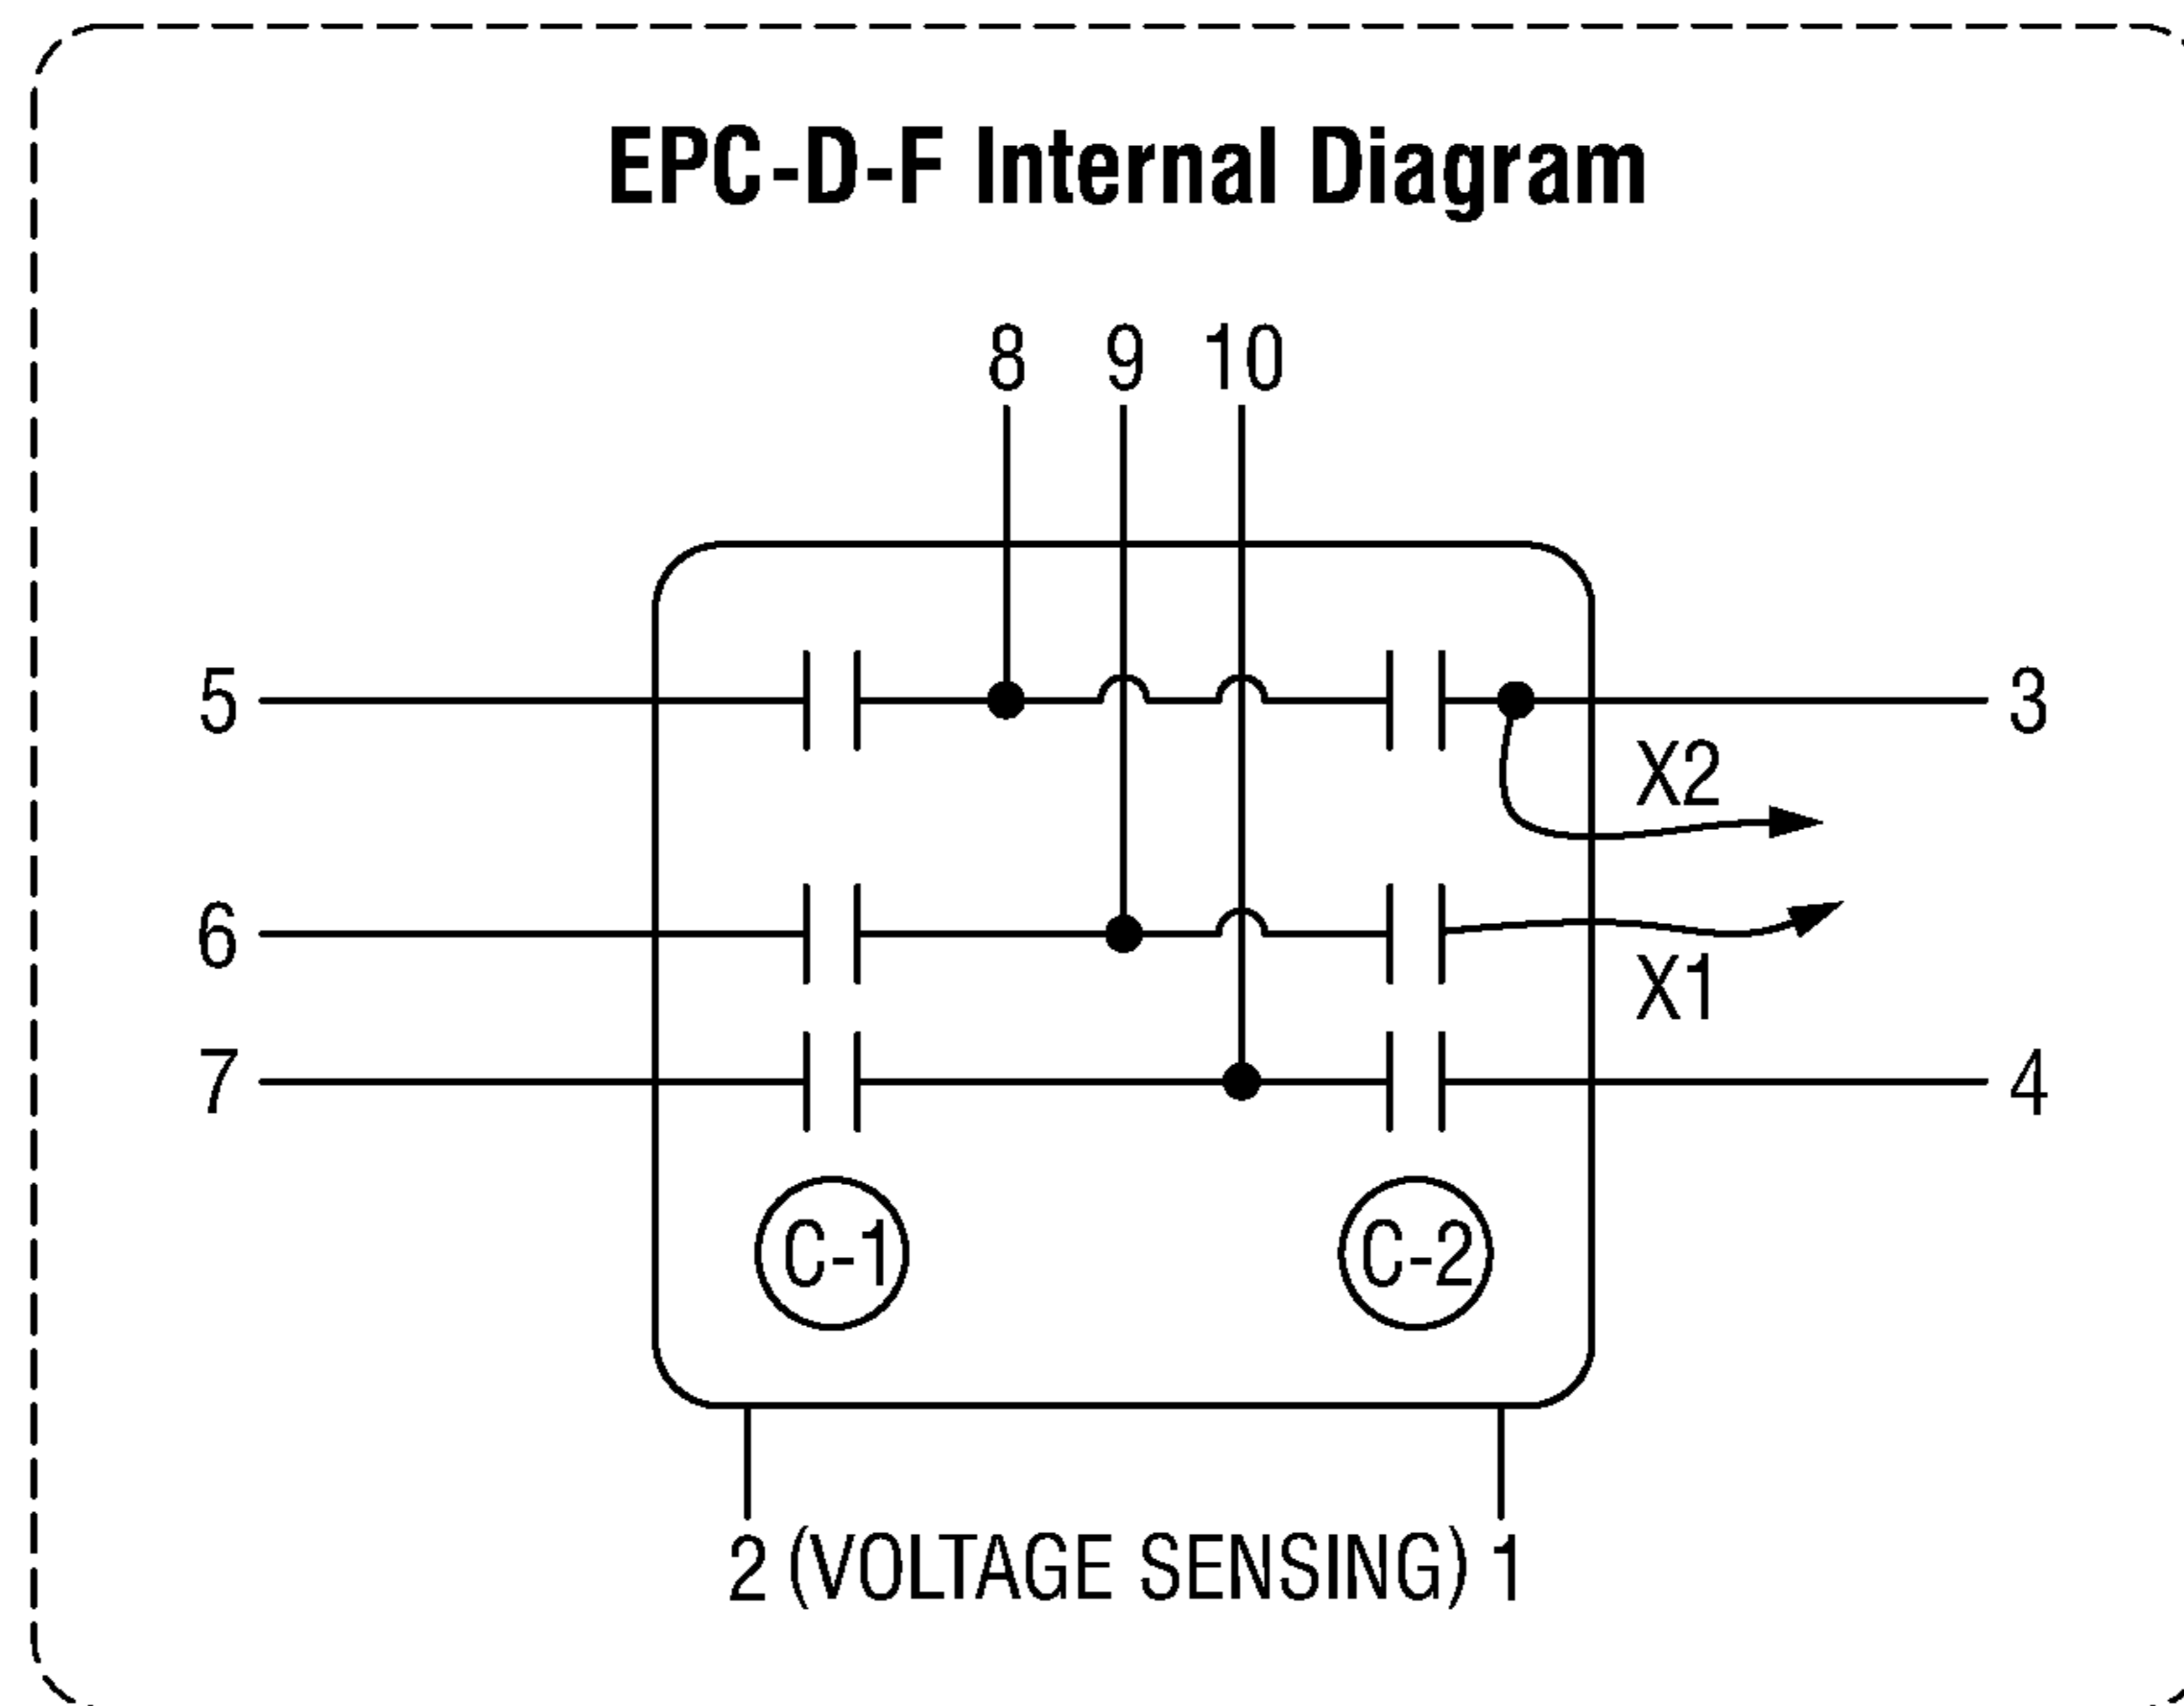 EPC-D-F Internal Diagram
8 9 10
5 3
X2
6
X1
7 4
C-1 C-2
2 (VOLTAGE SENSING) 1